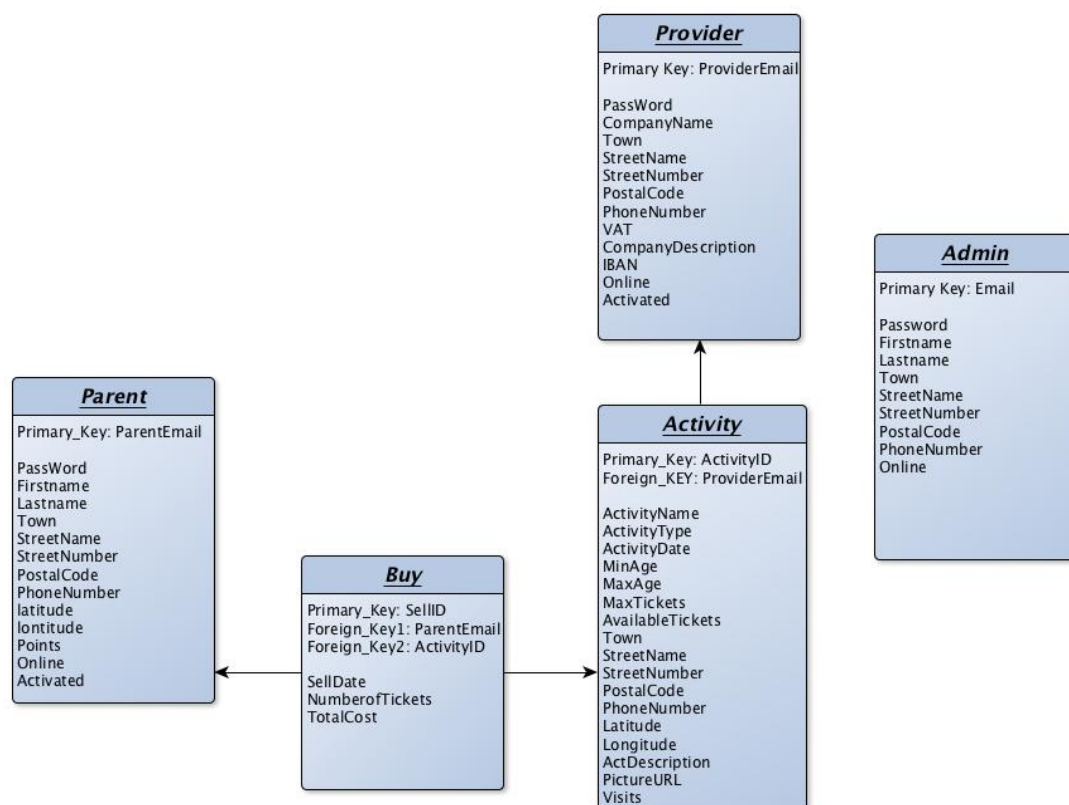 Provider
Primary Key: ProviderEmail
PassWord
CompanyName
Town
StreetName
StreetNumber
PostalCode
PhoneNumber
VAT
CompanyDescription
IBAN
Online
Activated
Admin
Primary Key: Email
Password
Firstname
Lastname
Town
StreetName
StreetNumber
PostalCode
PhoneNumber
Online
Parent
Primary_Key: ParentEmail
PassWord
Firstname
Lastname
Town
StreetName
StreetNumber
PostalCode
PhoneNumber
latitude
lontitude
Points
Online
Activated
Buy
Primary_Key: SellID
Foreign_Key1: ParentEmail
Foreign_Key2: ActivityID
SellDate
NumberofTickets
TotalCost
Activity
Primary_Key: ActivityID
Foreign_KEY: ProviderEmail
ActivityName
ActivityType
ActivityDate
MinAge
MaxAge
MaxTickets
AvailableTickets
Town
StreetName
StreetNumber
PostalCode
PhoneNumber
Latitude
Longitude
ActDescription
PictureURL
Visits